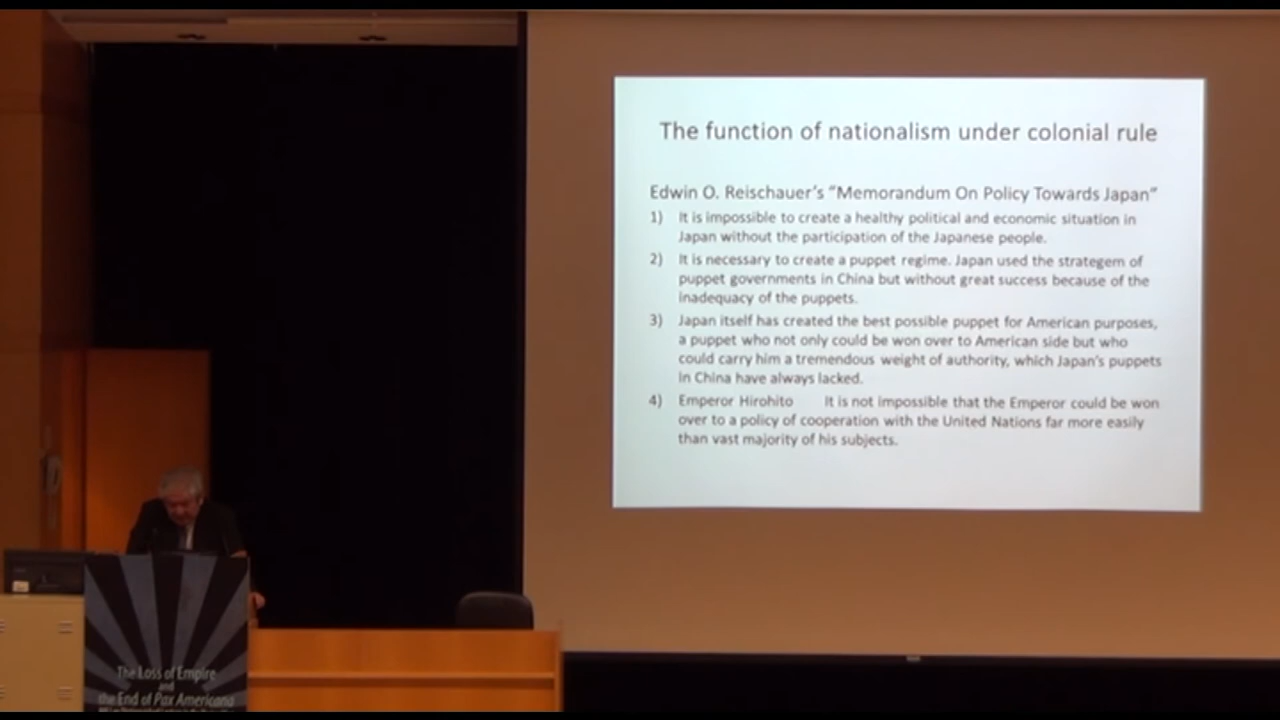 The function of nationalism under colonial rule
Edwin O. Reischauer's "Memorandum On Policy Towards Japan"
1) It is impossible to create a healthy political and economic situation in
Japan without the participation of the Japanese people.
2) It is necessary to create a puppet regime. Japan used the strategem of
puppet governments in China but without great success because of the
inadequacy of the puppets.
3) Japan itself has created the best possible puppet for American purposes,
a puppet who not only could be won over to American side but who
could carry him a tremendous weight of authority, which Japan's puppets
in China have always lacked.
4) Emperor Hirohito It is not impossible that the Emperor could be won
over to a policy of cooperation with the United Nations far more easily
than vast majority of his subjects.
The Loss of Empire
and
the End of Pax Americana